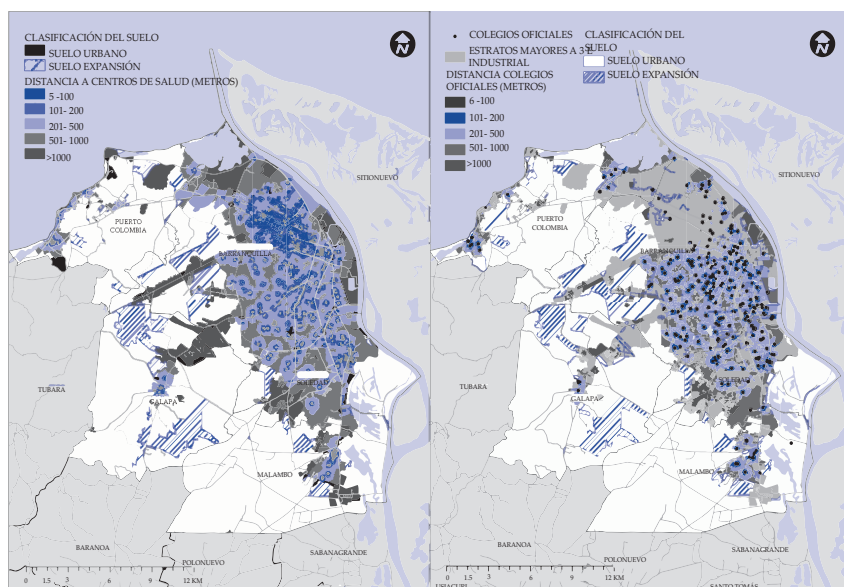 CLASIFICACIÓN DEL SUELO
SUELO URBANO
SUELO EXPANSIÓN
DISTANCIA A CENTROS DE SALUD (METROS)
5 -100
101- 200
201- 500
501- 1000
>1000
N
SITIONUEVO
PUERTO
COLOMBIA
BARRANQUILLA
SOLEDAD
TUBARA
GALAPA
MALAMBO
BARANOA
POLONUEVO
SABANAGRANDE
0 1.5 3 6 9 12 KM
COLEGIOS OFICIALES
ESTRATOS MAYORES A 3 E
INDUSTRIAL
DISTANCIA COLEGIOS
OFICIALES (METROS)
6 -100
101- 200
201- 500
501- 1000
>1000
CLASIFICACIÓN DEL
SUELO
SUELO URBANO
SUELO EXPANSIÓN
N
SITIONUEVO
PUERTO
COLOMBIA
BARRANQUILLA
SOLEDAD
TUBARA
GALAPA
MALAMBO
BARANOA
POLONUEVO
SABANAGRANDE
0 1.5 3 6 9 12 KM
USIACURI
SANTO TOMÁS